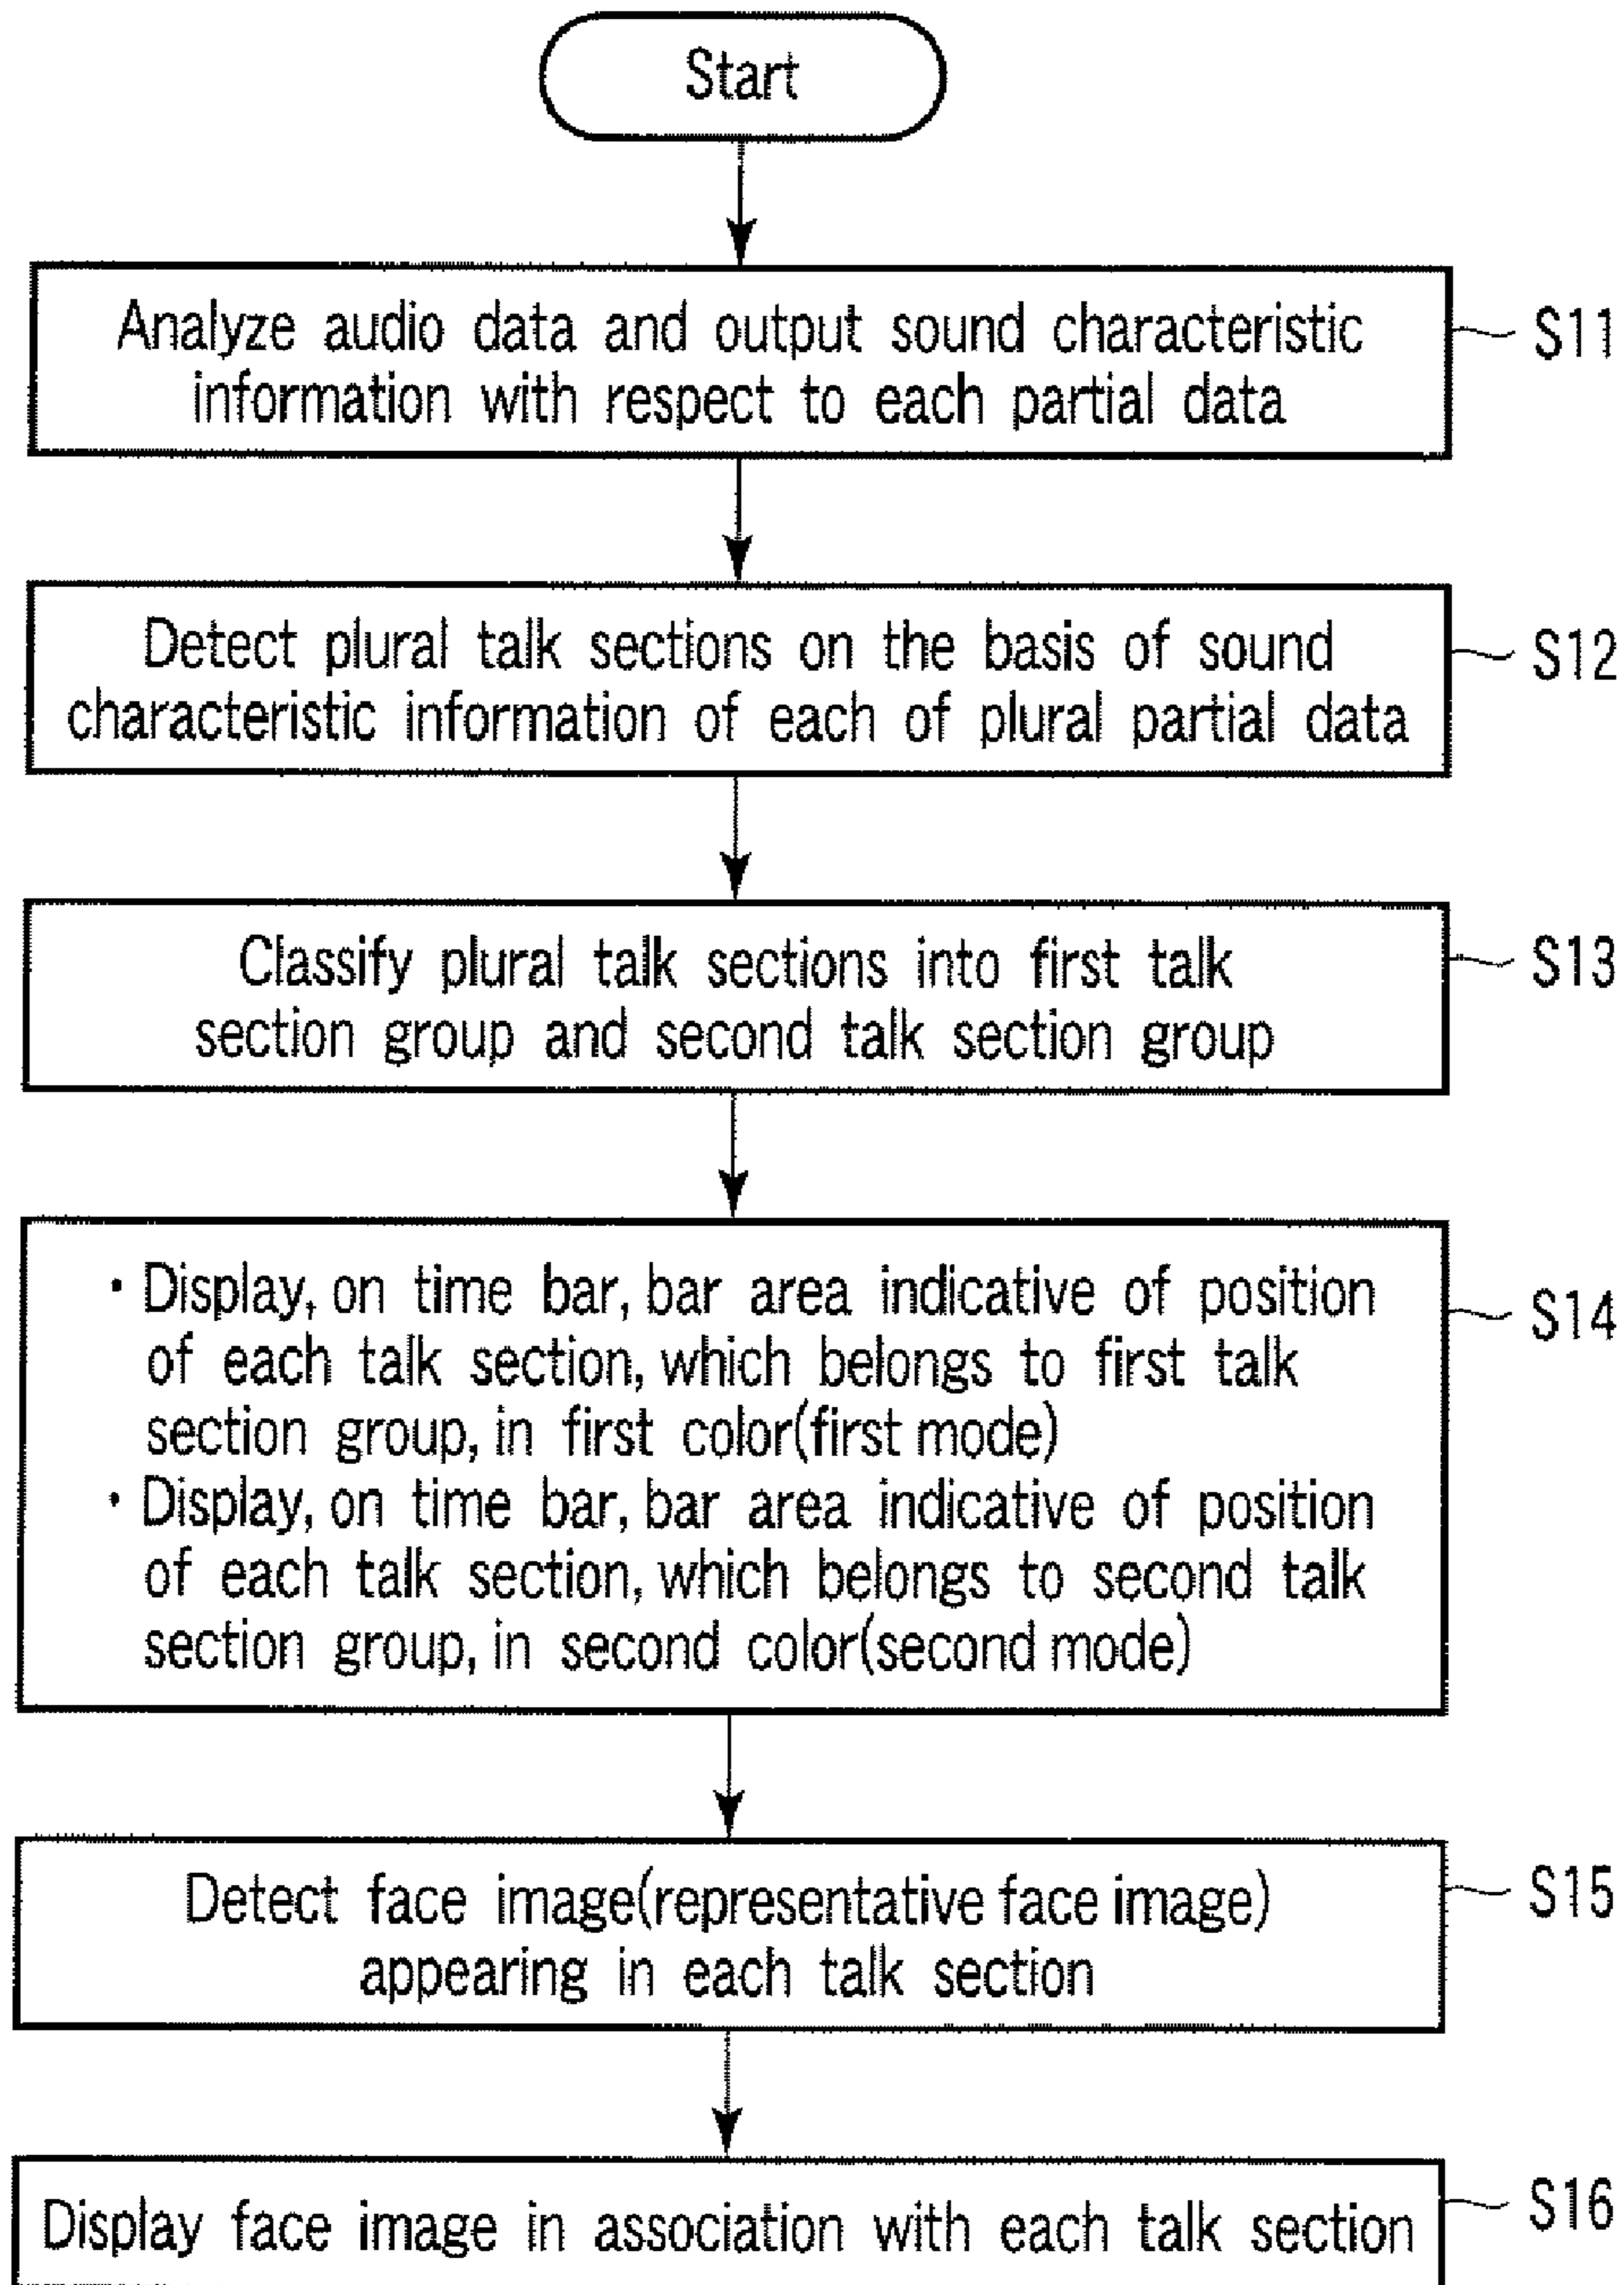 Start
Analyze audio data and output sound characteristic
information with respect to each partial data
S11
Detect plural talk sections on the basis of sound
characteristic information of each of plural partial data
S12
Classify plural talk sections into first talk
section group and second talk section group
S13
・Display, on time bar, bar area indicative of position
of each talk section, which belongs to first talk
section group, in first color(first mode)
・Display, on time bar, bar area indicative of position
of each talk section, which belongs to second talk
section group, in second color(second mode)
S14
Detect face image(representative face image)
appearing in each talk section
S15
Display face image in association with each talk section
S16